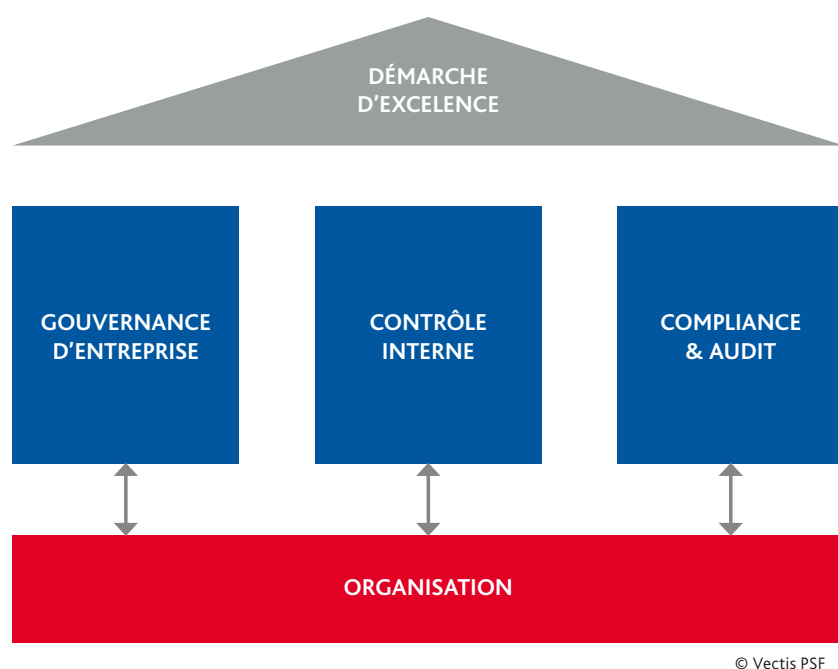 DÉMARCHE
D'EXCELENCE
GOUVERNANCE
D'ENTREPRISE
CONTRÔLE
INTERNE
COMPLIANCE
& AUDIT
ORGANISATION
© Vectis PSF